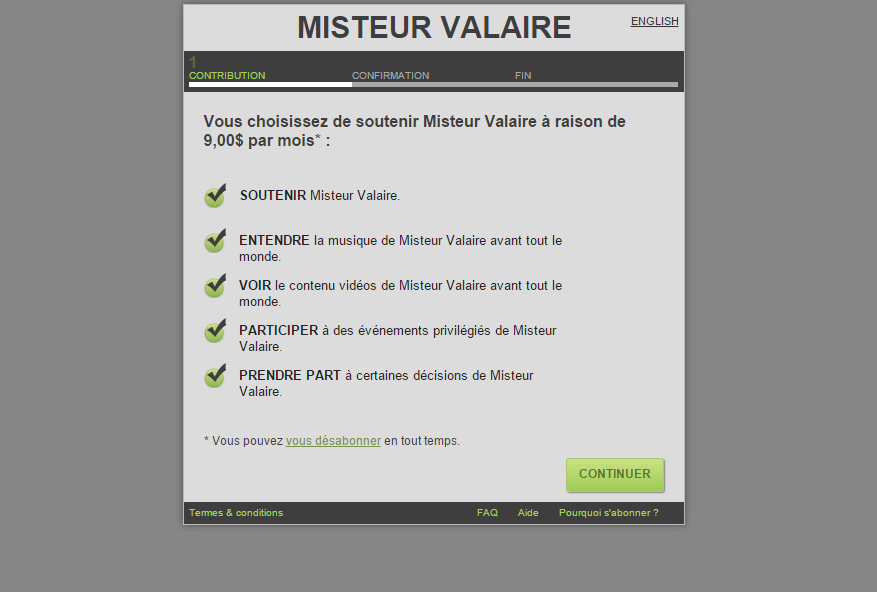 MISTEUR VALAIRE
ENGLISH
1
CONTRIBUTION
CONFIRMATION
FIN
Vous choisissez de soutenir Misteur Valaire à raison de
9,00$ par mois* :
SOUTENIR Misteur Valaire.
ENTENDRE la musique de Misteur Valaire avant tout le
monde.
VOIR le contenu vidéos de Misteur Valaire avant tout le
monde.
PARTICIPER à des événements privilégiés de Misteur
Valaire.
PRENDRE PART à certaines décisions de Misteur
Valaire.
* Vous pouvez vous désabonner en tout temps.
CONTINUER
Termes & conditions
FAQ
Aide
Pourquoi s'abonner ?